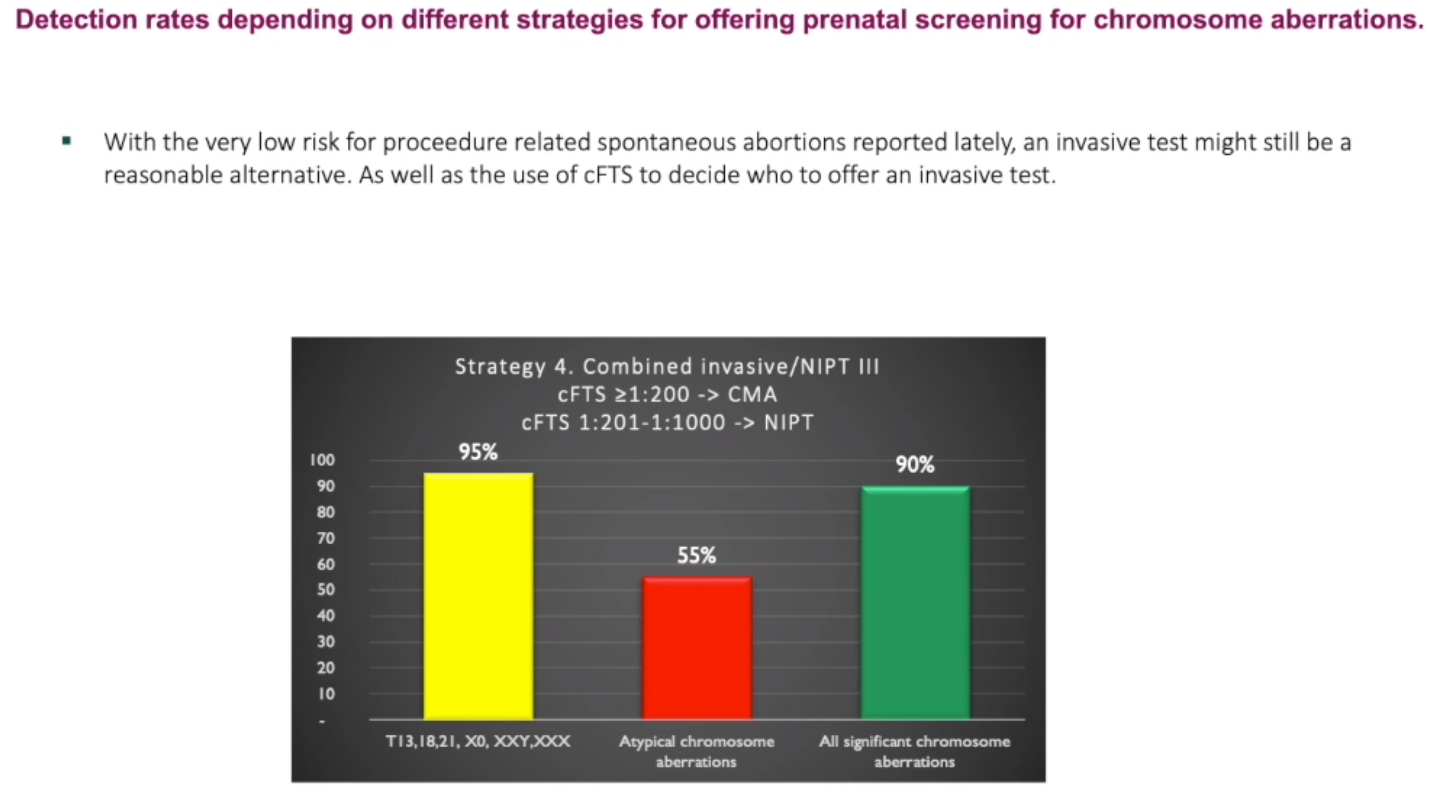 Detection rates depending on different strategies for offering prenatal screening for chromosome aberrations.
▪ With the very low risk for proceedure related spontaneous abortions reported lately, an invasive test might still be a
reasonable alternative. As well as the use of cFTS to decide who to offer an invasive test.
Strategy 4. Combined invasive/NIPT III
cFTS ≥1:200 -> CMA
cFTS 1:201-1:1000 -> NIPT
95%
55%
90%
100
90
80
70
60
50
40
30
20
10
-
T13,18,21, X0, XXY,XXX
Atypical chromosome
aberrations
All significant chromosome
aberrations